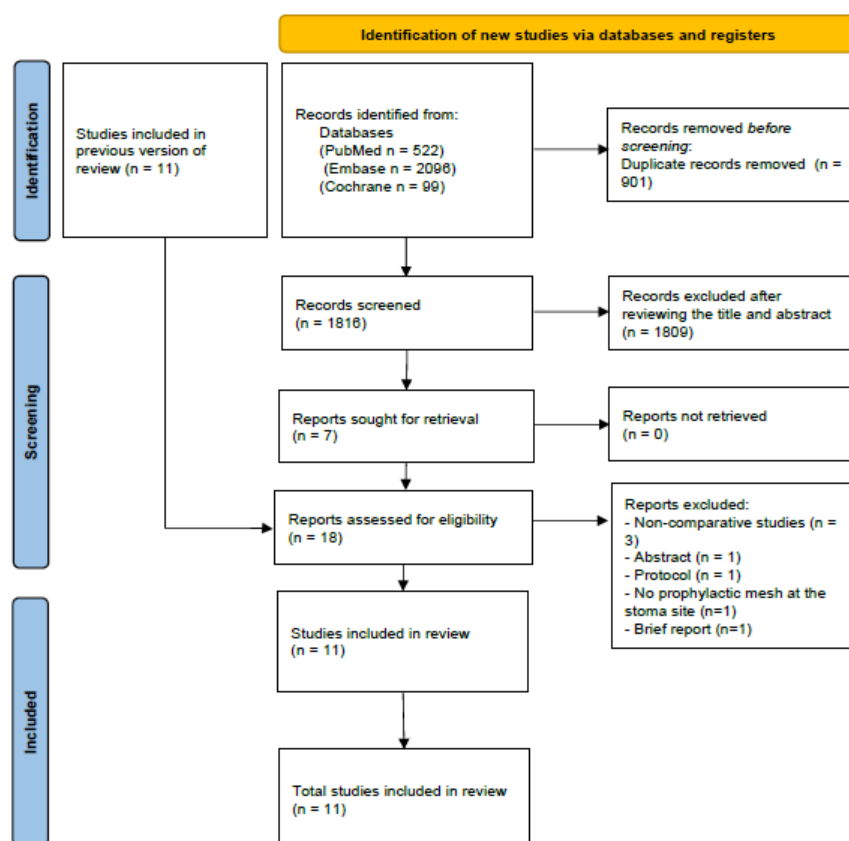 Identification of new studies via databases and registers
Identification
Studies included in
previous version of
review (n = 11)
Records identified from:
Databases
(PubMed n = 522)
(Embase n = 2096)
(Cochrane n = 99)
Records removed before
screening:
Duplicate records removed (n =
901)
Screening
Records screened
(n = 1816)
Records excluded after
reviewing the title and abstract
(n = 1809)
Reports sought for retrieval
(n = 7)
Reports not retrieved
(n = 0)
Reports assessed for eligibility
(n = 18)
Reports excluded:
- Non-comparative studies (n =
3)
- Abstract (n = 1)
- Protocol (n = 1)
- No prophylactic mesh at the
stoma site (n=1)
- Brief report (n=1)
Included
Studies included in review
(n = 11)
Total studies included in review
(n = 11)